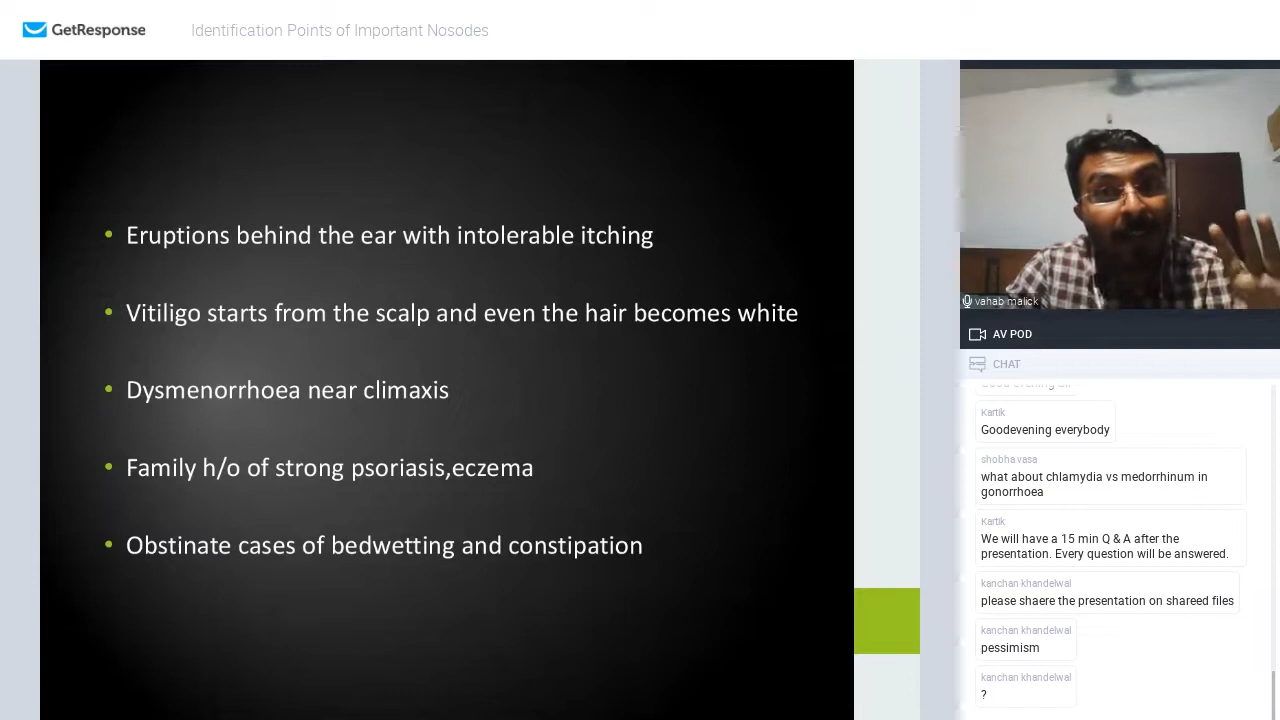 GetResponse
Identification Points of Important Nosodes
• Eruptions behind the ear with intolerable itching
• Vitiligo starts from the scalp and even the hair becomes white
• Dysmenorrhoea near climaxis
• Family h/o of strong psoriasis,eczema
• Obstinate cases of bedwetting and constipation
vahab malick
AV POD
CHAT
Kartik
Goodevening everybody
shobha vasa
what about chlamydia vs medorrhinum in
gonorrhoea
Kartik
We will have a 15 min Q & A after the
presentation. Every question will be answered.
kanchan khandelwal
please shaere the presentation on shareed files
kanchan khandelwal
pessimism
kanchan khandelwal
?